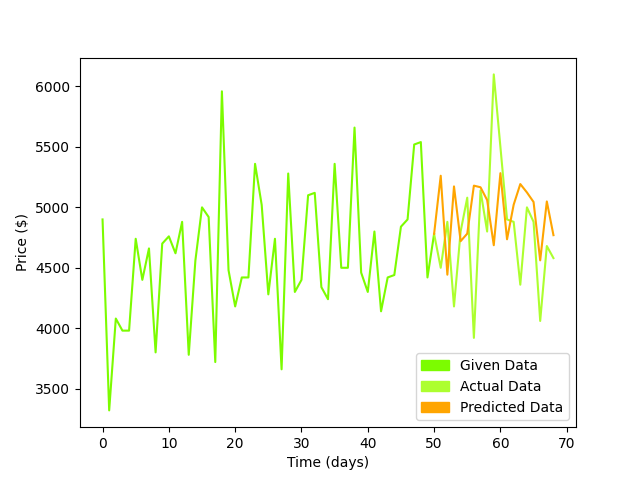 6000
5500
5000
4500
4000
3500
Price ($)
0 10 20 30 40 50 60 70
Time (days)
Given Data
Actual Data
Predicted Data